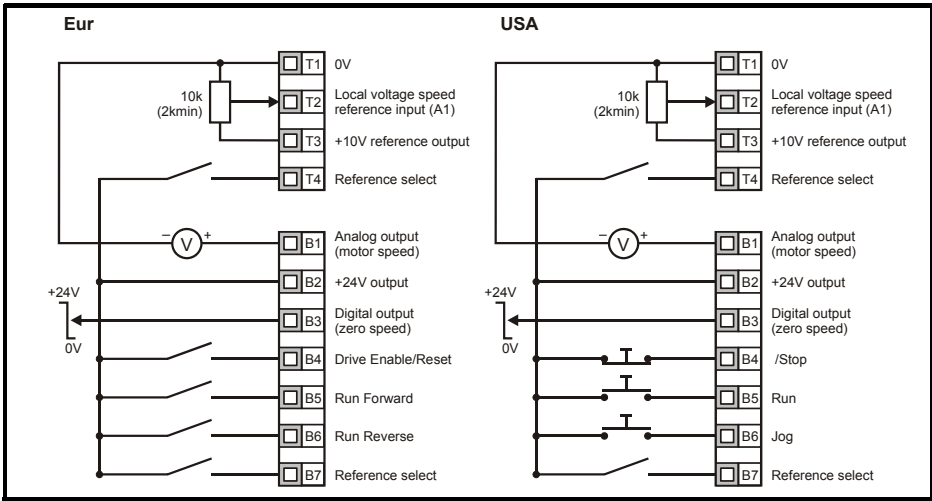 Eur
T1 0V
10k
(2kmin)
T2 Local voltage speed
reference input (A1)
T3 +10V reference output
T4 Reference select
– V +
B1 Analog output
(motor speed)
B2 +24V output
+24V
0V
B3 Digital output
(zero speed)
B4 Drive Enable/Reset
B5 Run Forward
B6 Run Reverse
B7 Reference select
USA
T1 0V
10k
(2kmin)
T2 Local voltage speed
reference input (A1)
T3 +10V reference output
T4 Reference select
– V +
B1 Analog output
(motor speed)
B2 +24V output
+24V
0V
B3 Digital output
(zero speed)
B4 /Stop
B5 Run
B6 Jog
B7 Reference select